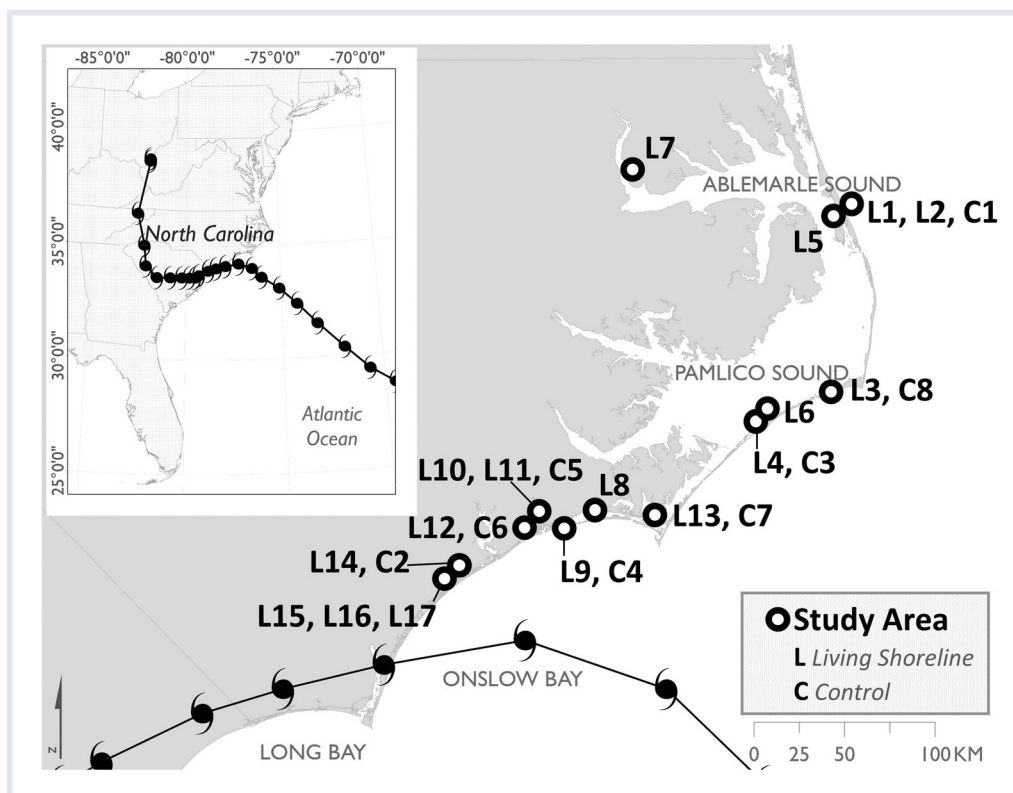 -85°0'0" -80°0'0" -75°0'0" -70°0'0"
40°0'0"
35°0'0"
30°0'0"
25°0'0"
North Carolina
Atlantic
Ocean
L7
ABLEMARLE SOUND
L1, L2, C1
L5
PAMLICO SOUND
L3, C8
L6
L4, C3
L10, L11, C5
L8
L12, C6
L13, C7
L14, C2
L9, C4
L15, L16, L17
ONSLOW BAY
LONG BAY
Study Area
L Living Shoreline
C Control
N
0 25 50 100 KM